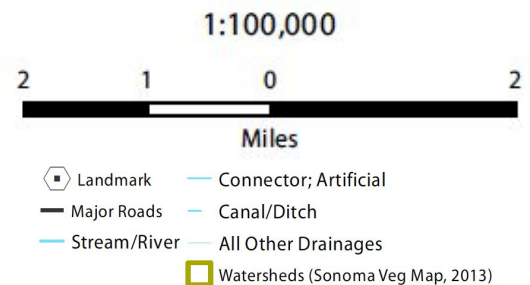 1:100,000
2 1 0 2
Miles
Landmark
Connector; Artificial
Major Roads
Canal/Ditch
Stream/River
All Other Drainages
Watersheds (Sonoma Veg Map, 2013)